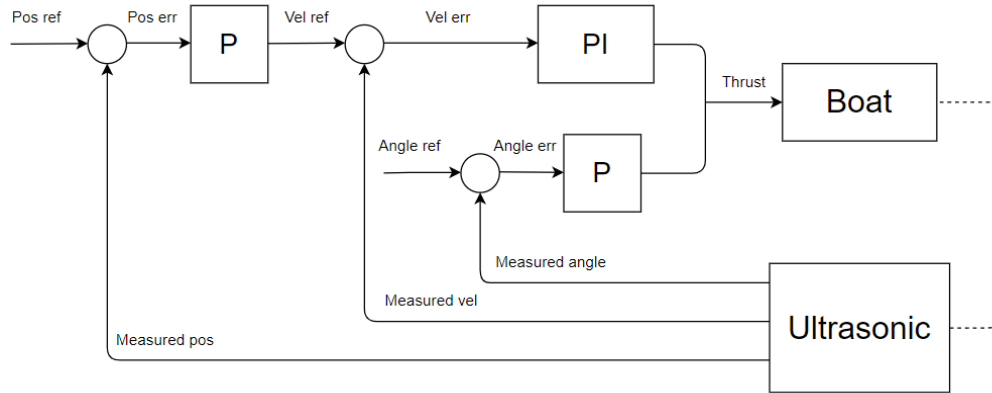 Pos ref
Pos err
P
Vel ref
Vel err
PI
Thrust
Boat
Angle ref
Angle err
P
Measured angle
Measured vel
Ultrasonic
Measured pos